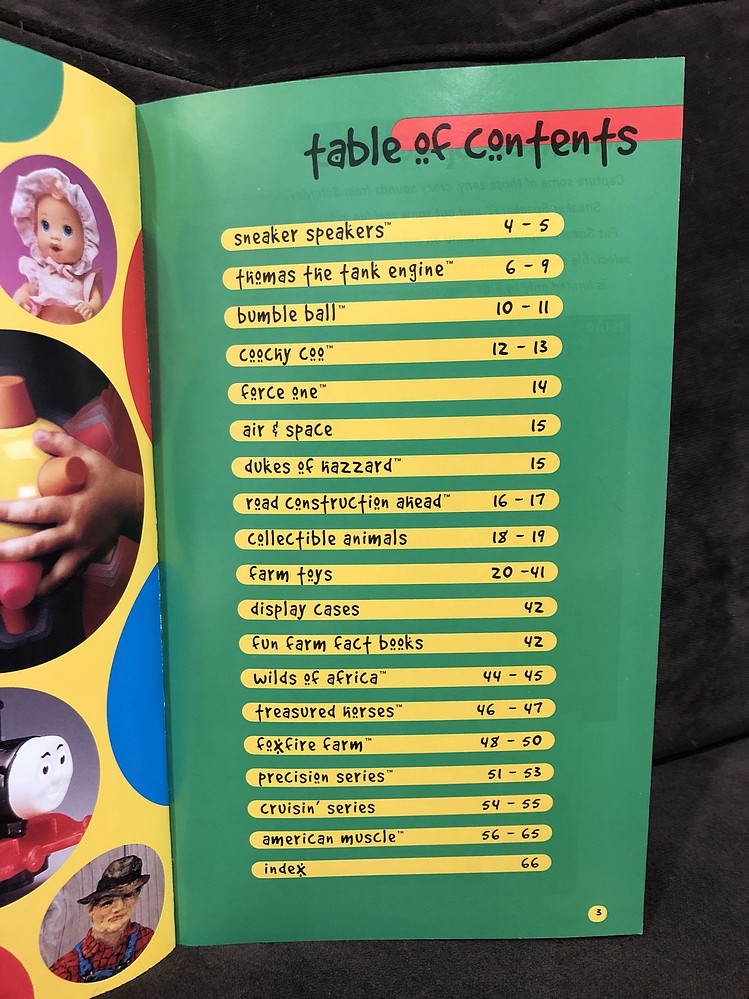 table of contents
sneaker speakers™ 4 - 5
thomas the tank engine™ 6 - 9
bumble ball™ 10 - 11
coochy coo™ 12 - 13
force one™ 14
air & space 15
dukes of hazzard™ 15
road construction ahead™ 16 - 17
collectible animals 18 - 19
farm toys 20 -41
display cases 42
fun farm fact books 42
wilds of africa™ 44 - 45
treasured horses™ 46 - 47
foxfire farm™ 48 - 50
precision series™ 51 - 53
cruisin' series 54 - 55
american muscle™ 56 - 65
index 66
3